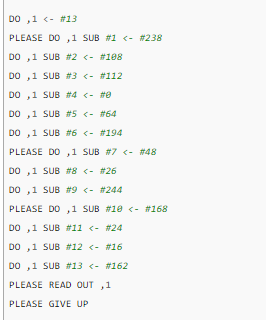 DO ,1 <- #13
PLEASE DO ,1 SUB #1 <- #238
DO ,1 SUB #2 <- #108
DO ,1 SUB #3 <- #112
DO ,1 SUB #4 <- #0
DO ,1 SUB #5 <- #64
DO ,1 SUB #6 <- #194
PLEASE DO ,1 SUB #7 <- #48
DO ,1 SUB #8 <- #26
DO ,1 SUB #9 <- #244
PLEASE DO ,1 SUB #10 <- #168
DO ,1 SUB #11 <- #24
DO ,1 SUB #12 <- #16
DO ,1 SUB #13 <- #162
PLEASE READ OUT ,1
PLEASE GIVE UP